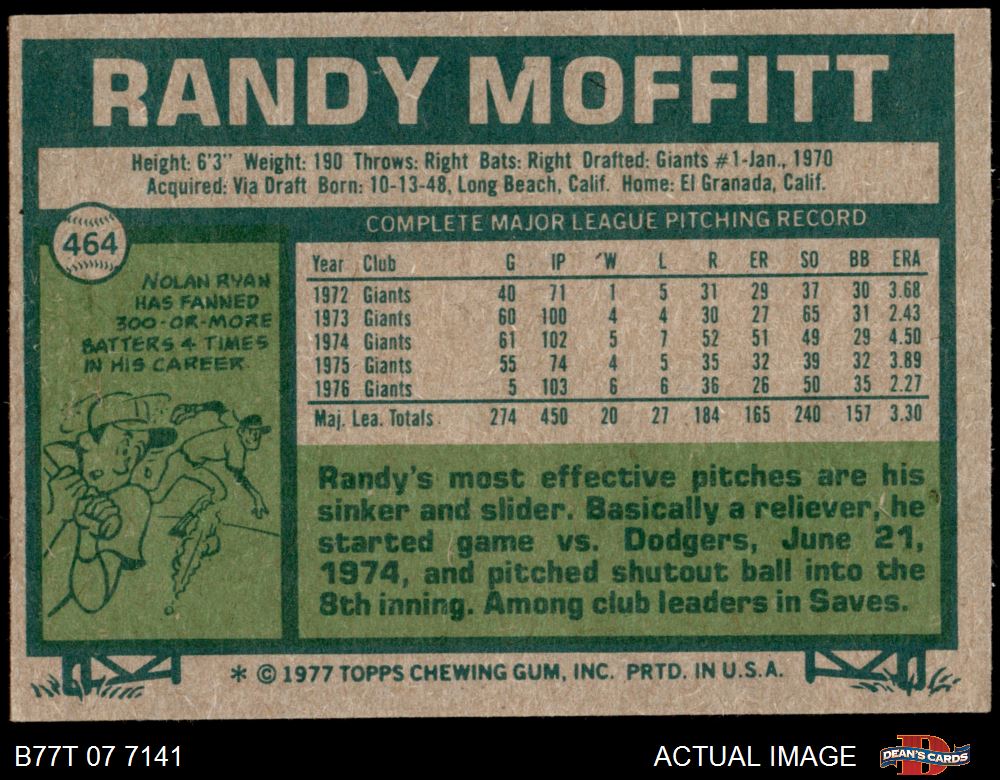 RANDY MOFFITT
Height: 6'3" Weight: 190 Throws: Right Bats: Right Drafted: Giants #1-Jan., 1970
Acquired: Via Draft Born: 10-13-48, Long Beach, Calif. Home: El Granada, Calif.
464
NOLAN RYAN
HAS FANNED
300-OR-MORE
BATTERS 4 TIMES
IN HIS CAREER
COMPLETE MAJOR LEAGUE PITCHING RECORD
Year Club G IP W L R ER SO BB ERA
1972 Giants 40 71 1 5 31 29 37 30 3.68
1973 Giants 60 100 4 4 30 27 65 31 2.43
1974 Giants 61 102 5 7 52 51 49 29 4.50
1975 Giants 55 74 4 5 35 32 39 32 3.89
1976 Giants 5 103 6 6 36 26 50 35 2.27
Maj. Lea. Totals 274 450 20 27 184 165 240 157 3.30
Randy's most effective pitches are his
sinker and slider. Basically a reliever, he
started game vs. Dodgers, June 21,
1974, and pitched shutout ball into the
8th inning. Among club leaders in Saves.
* © 1977 TOPPS CHEWING GUM, INC. PRTD. IN U.S.A.
B77T 07 7141
ACTUAL IMAGE
D
DEAN'S CARDS